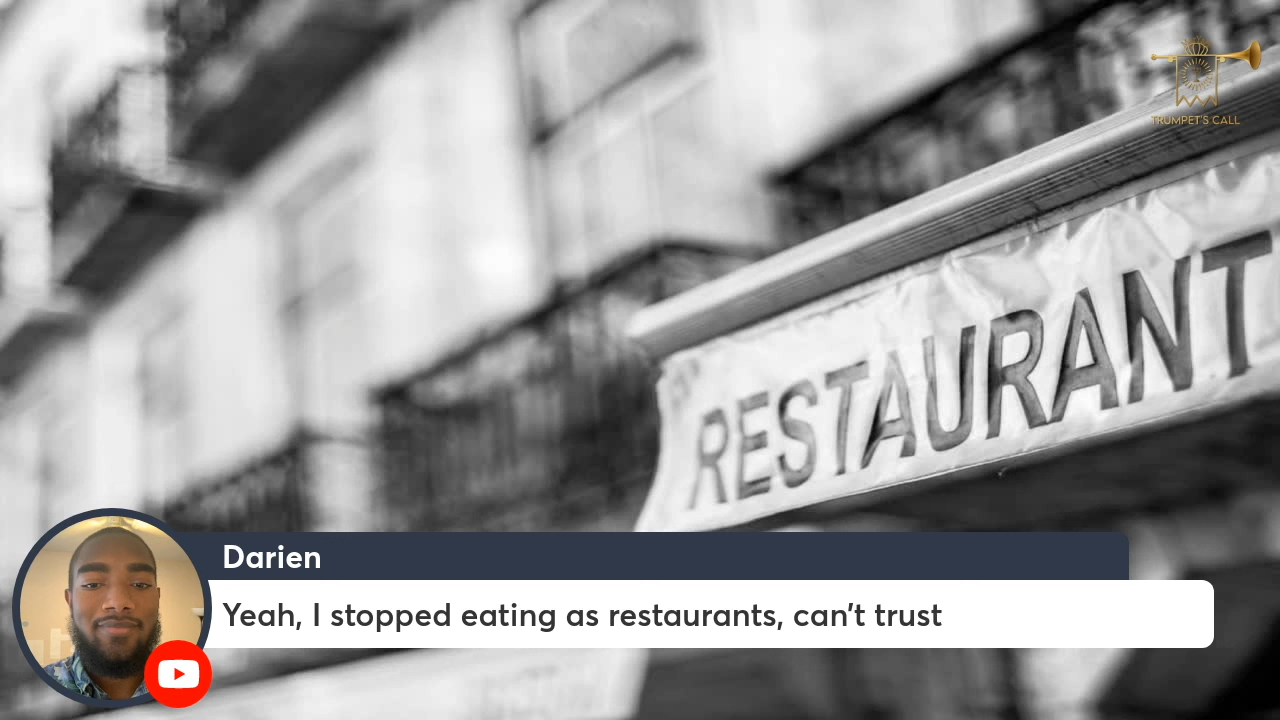 TRUMPET'S CALL
RESTAURANT
Darien
Yeah, I stopped eating as restaurants, can't trust